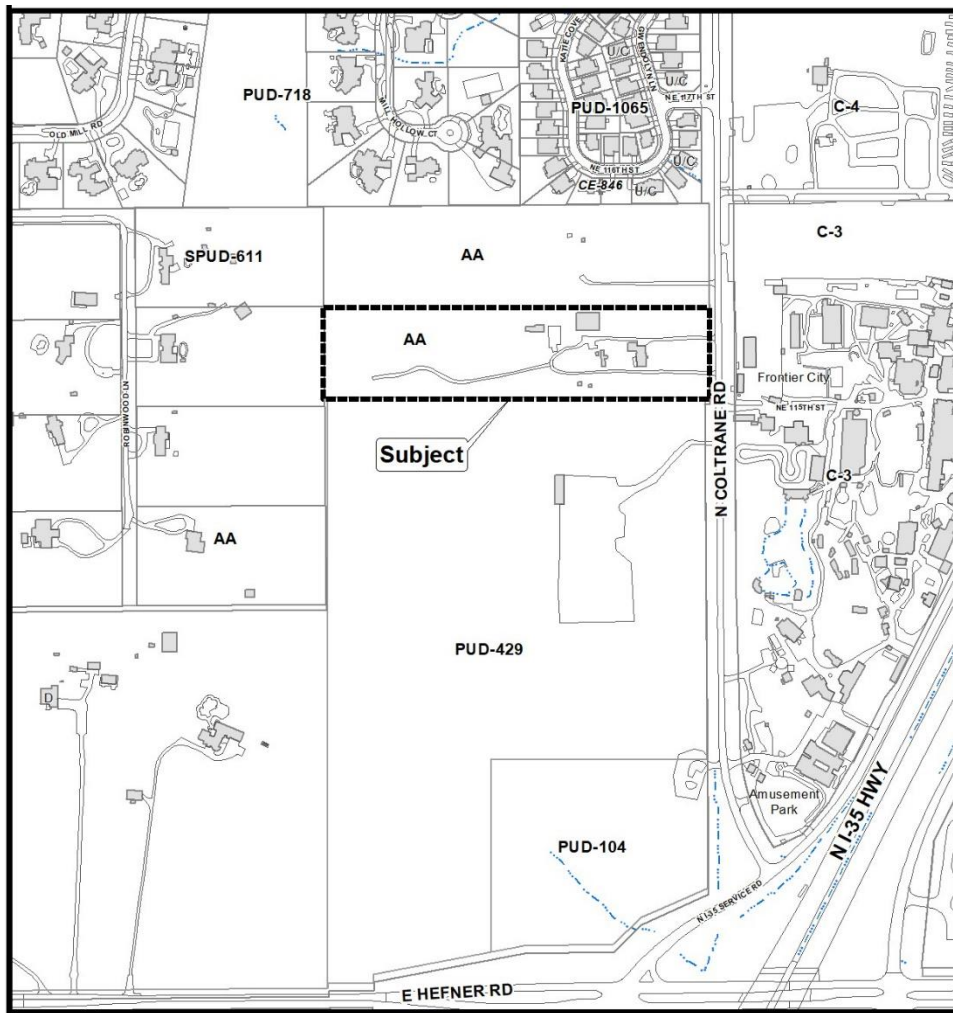 PUD-718
OLD MILL RD
MILL HOLLOW CT
KATIE COVE
GWENDOLYN LN
U/C
U/C
PUD-1065
NE 117TH ST
C-4
NE 116TH ST
U/C
CE-846
U/C
SPUD-611
AA
C-3
AA
Frontier City
NE 115TH ST
ROBINWOOD LN
Subject
N COLTRANE RD
C-3
AA
PUD-429
D
Amusement
Park
N I-35 HWY
PUD-104
N I-35 SERVICE RD
E HEFNER RD